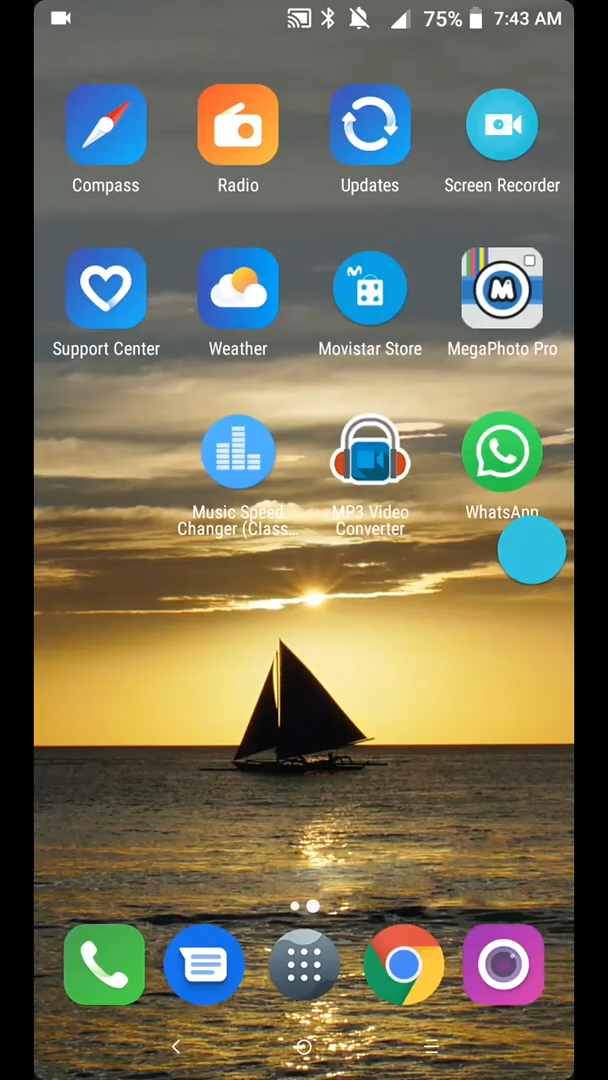 75% 7:43 AM
Compass Radio Updates Screen Recorder
Support Center Weather Movistar Store MegaPhoto Pro
M
Music Speed Changer (Class...
MP3 Video Converter
WhatsApp